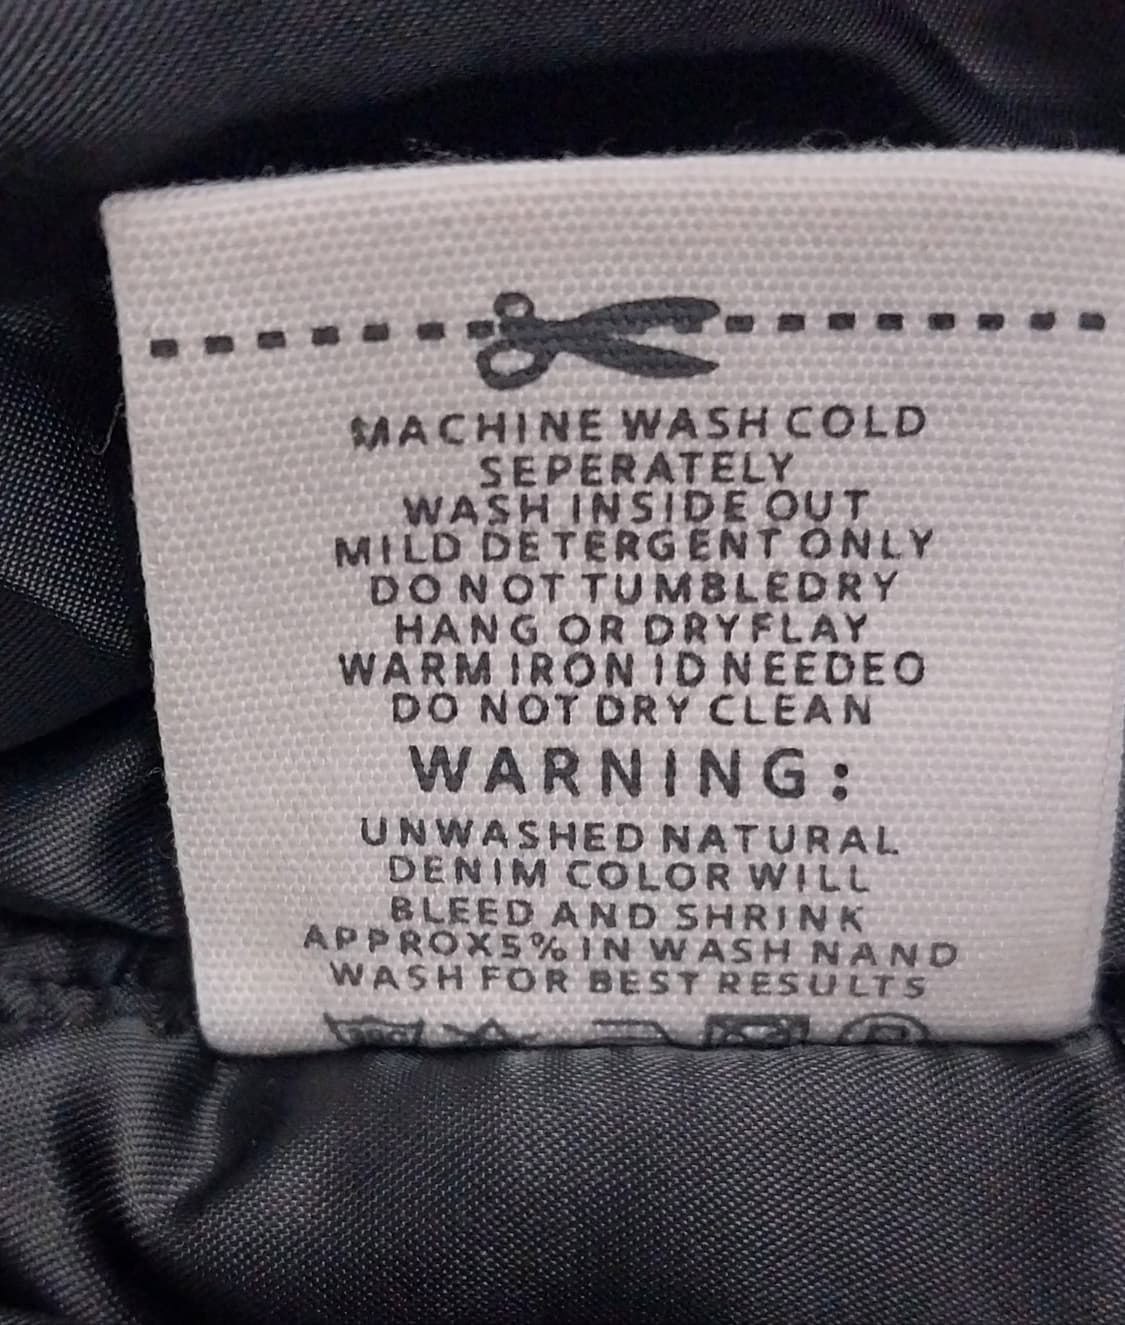 MACHINE WASH COLD
SEPERATELY
WASH INSIDE OUT
MILD DETERGENT ONLY
DO NOT TUMBLEDRY
HANG OR DRYFLAY
WARM IRON ID NEEDEO
DO NOT DRY CLEAN
WARNING:
UNWASHED NATURAL
DENIM COLOR WILL
BLEED AND SHRINK
APPROX5% IN WASH NAND
WASH FOR BEST RESULTS